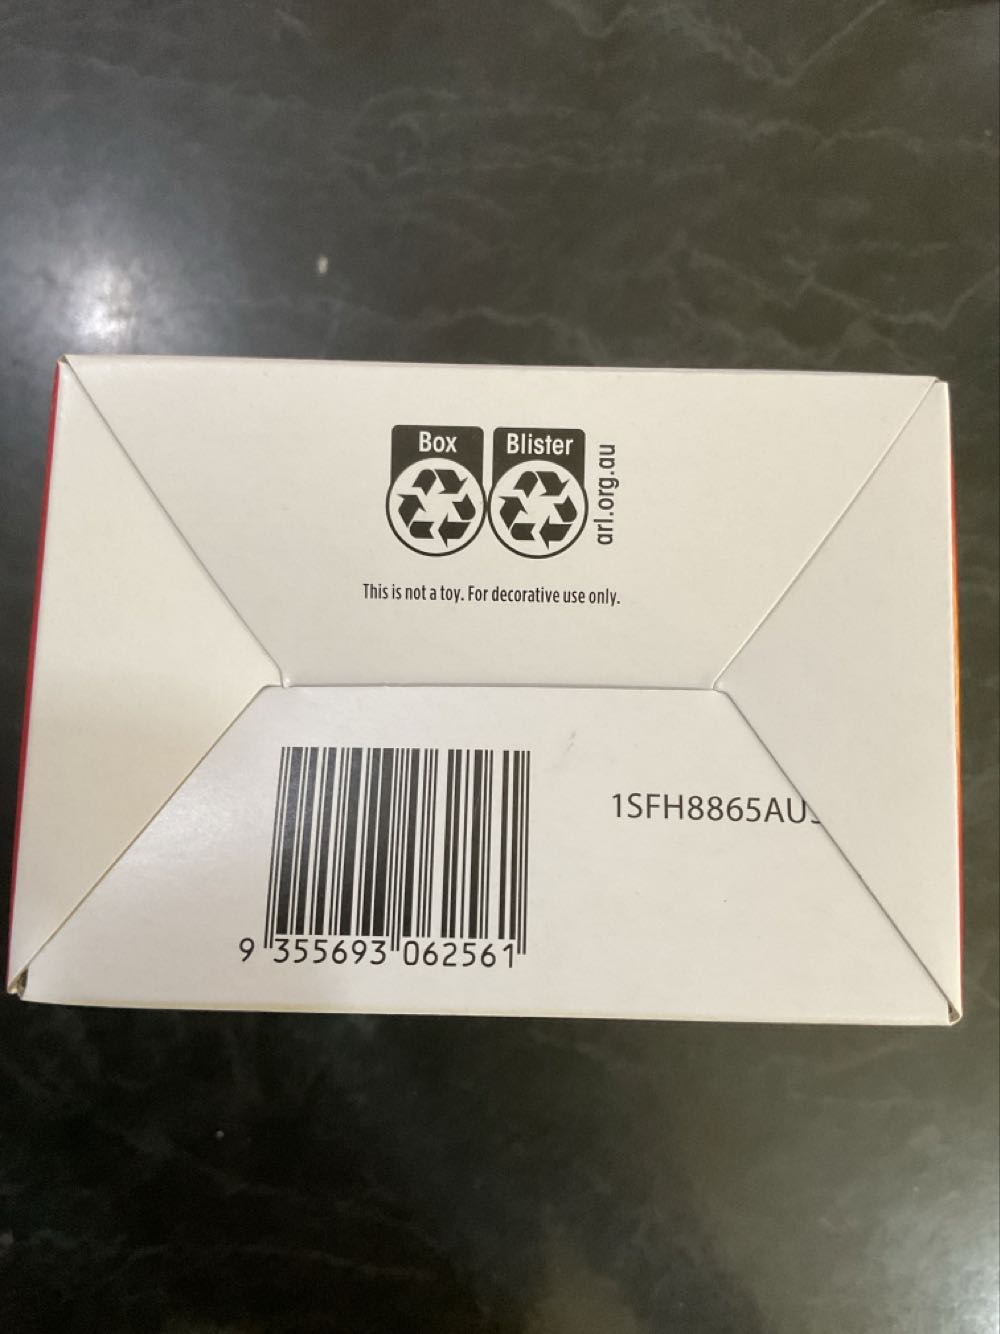 Box Blister
arl.org.au
This is not a toy. For decorative use only.
1SFH8865AU
9 355693 062561